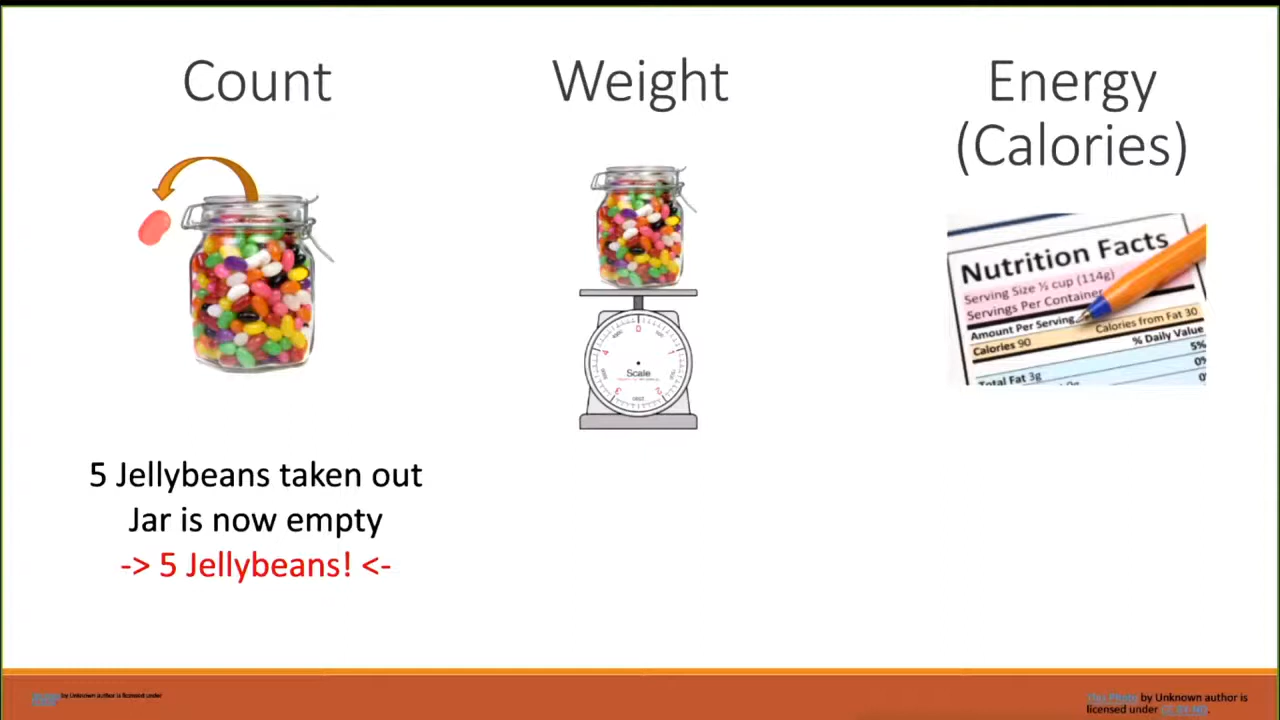 Count
Weight
Energy
(Calories)
Nutrition Facts
Serving Size ½ cup (114g)
Servings Per Container
Amount Per Serving
Calories 90
Calories from Fat 30
% Daily Value
Total Fat 3g
5%
0%
Scale
5 Jellybeans taken out
Jar is now empty
-> 5 Jellybeans! <-
by Unknown author is licensed under
This Photo by Unknown author is
licensed under